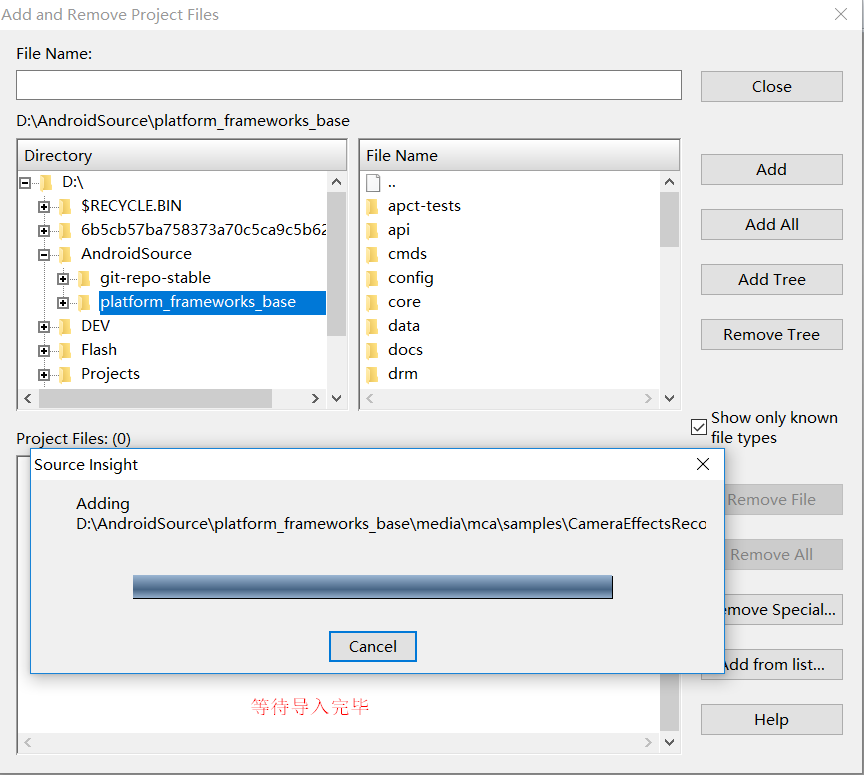 Add and Remove Project Files
File Name:
Close
D:\AndroidSource\platform_frameworks_base
Directory
File Name
D:\
..
Add
$RECYCLE.BIN
apct-tests
6b5cb57ba758373a70c5ca9c5b62
api
Add All
AndroidSource
cmds
git-repo-stable
config
Add Tree
platform_frameworks_base
core
DEV
data
Remove Tree
Flash
docs
Projects
drm
Show only known
file types
Project Files: (0)
Source Insight
Remove File
Adding
D:\AndroidSource\platform_frameworks_base\media\mca\samples\CameraEffectsReco
Remove All
emove Special...
Cancel
Add from list...
等待导入完毕
Help